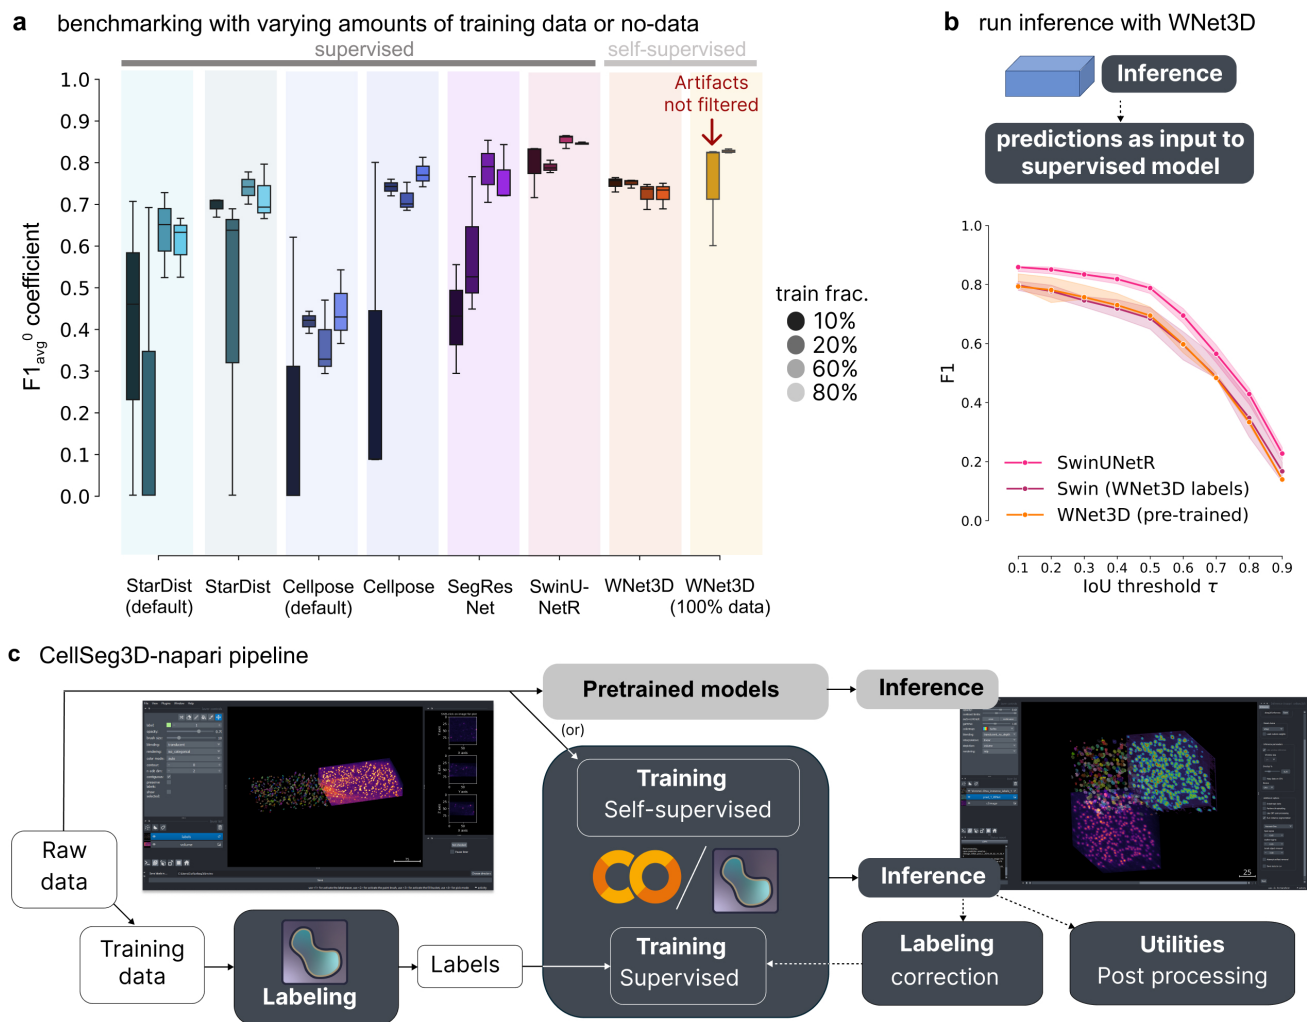 a benchmarking with varying amounts of training data or no-data
supervised
self-supervised
Artifacts
not filtered
F1avg0 coefficient
1.0
0.9
0.8
0.7
0.6
0.5
0.4
0.3
0.2
0.1
0.0
StarDist
(default)
StarDist
Cellpose
(default)
Cellpose
SegRes
Net
SwinU-
NetR
WNet3D
WNet3D
(100% data)
train frac.
10%
20%
60%
80%
b run inference with WNet3D
Inference
predictions as input to
supervised model
F1
1.0
0.8
0.6
0.4
0.2
0.0
SwinUNetR
Swin (WNet3D labels)
WNet3D (pre-trained)
0.1 0.2 0.3 0.4 0.5 0.6 0.7 0.8 0.9
IoU threshold τ
c CellSeg3D-napari pipeline
Pretrained models
Inference
(or)
Training
Self-supervised
Raw
data
Inference
25
Training
data
Labeling
Labels
Training
Supervised
Labeling
correction
Utilities
Post processing